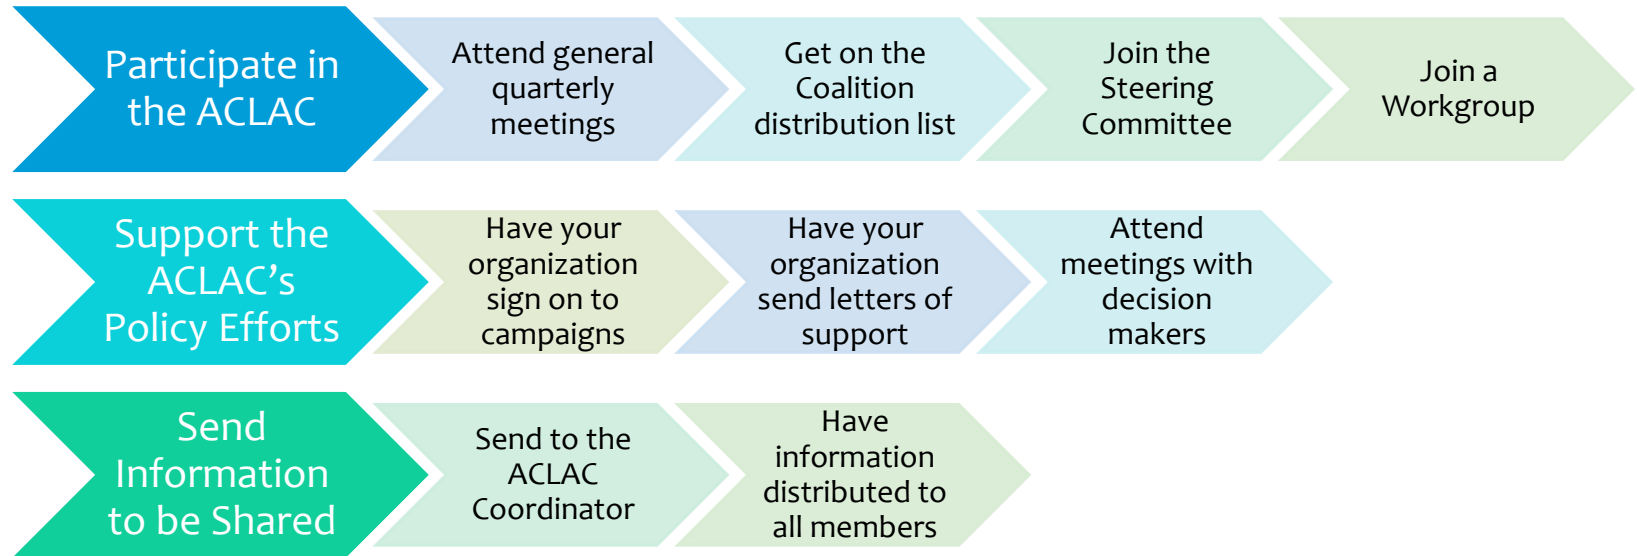 Participate in
the ACLAC
Attend general
quarterly
meetings
Get on the
Coalition
distribution list
Join the
Steering
Committee
Join a
Workgroup
Support the
ACLAC’s
Policy Efforts
Have your
organization
sign on to
campaigns
Have your
organization
send letters of
support
Attend
meetings with
decision
makers
Send
Information
to be Shared
Send to the
ACLAC
Coordinator
Have
information
distributed to
all members